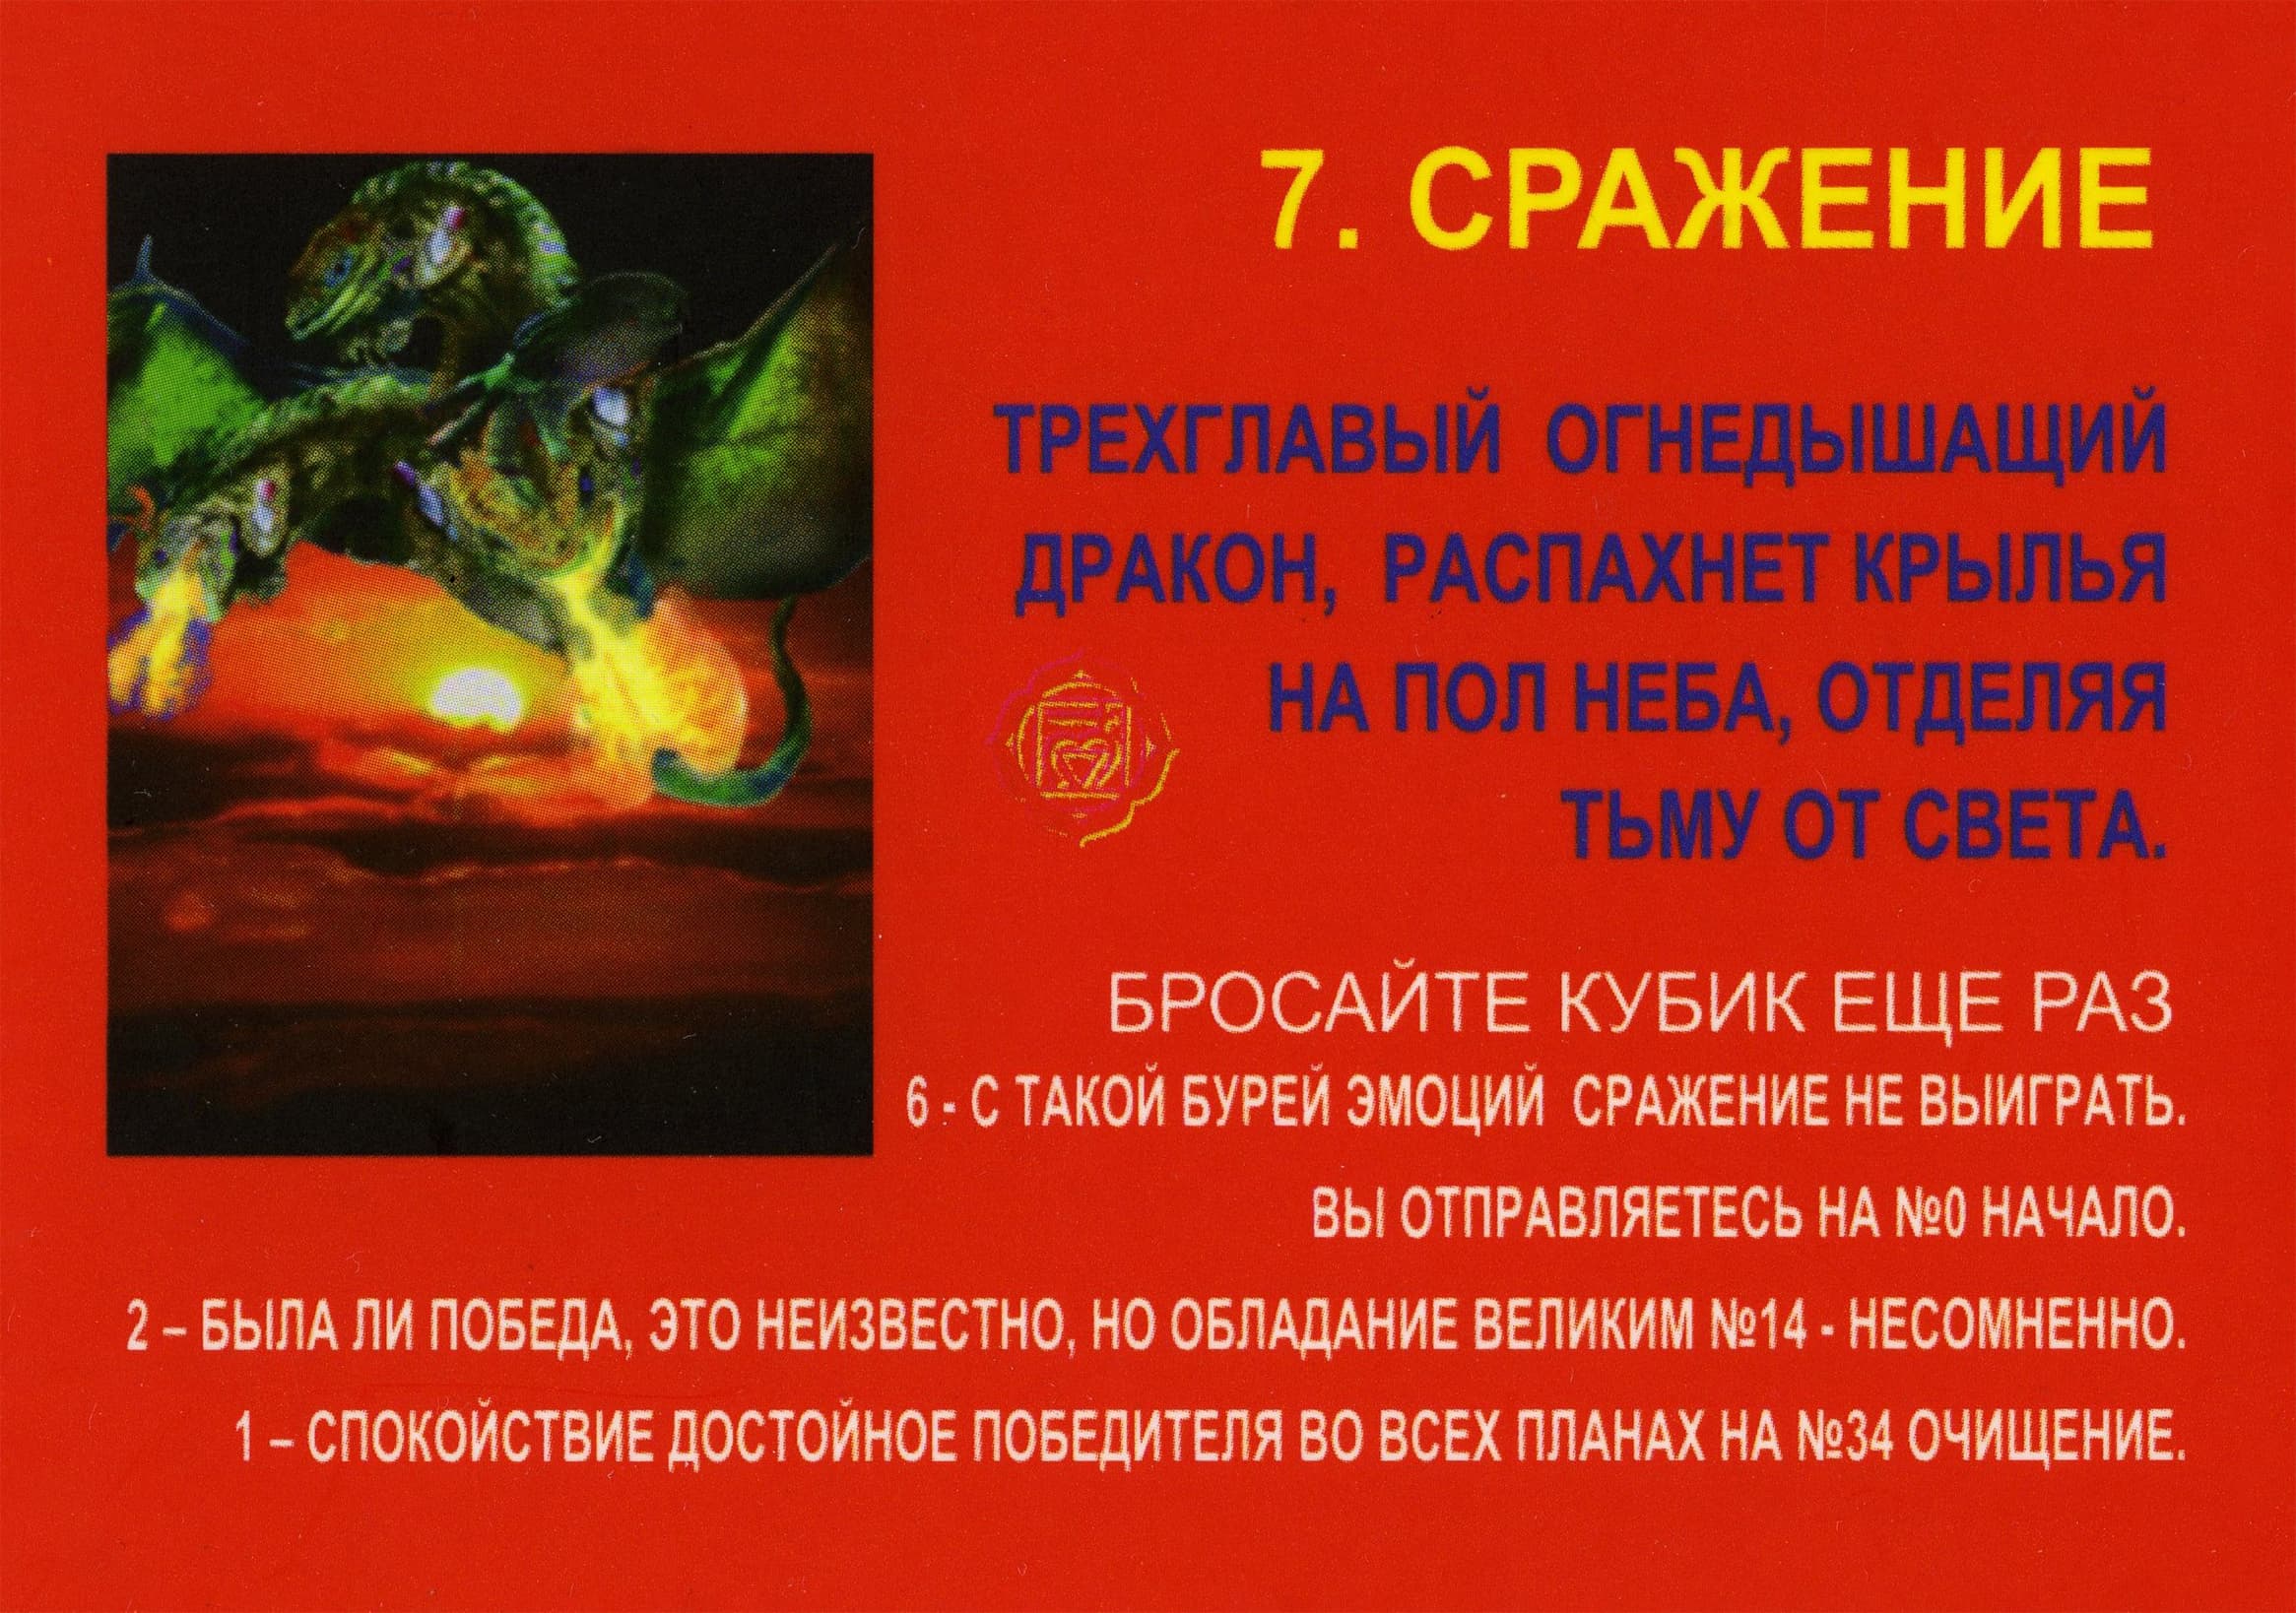 7. СРАЖЕНИЕ
ТРЕХГЛАВЫЙ ОГНЕДЫШАЩИЙ
ДРАКОН, РАСПАХНЕТ КРЫЛЬЯ
НА ПОЛ НЕБА, ОТДЕЛЯЯ
ТЬМУ ОТ СВЕТА.
БРОСАЙТЕ КУБИК ЕЩЕ РАЗ
6 - С ТАКОЙ БУРЕЙ ЭМОЦИЙ СРАЖЕНИЕ НЕ ВЫИГРАТЬ.
ВЫ ОТПРАВЛЯЕТЕСЬ НА №0 НАЧАЛО.
2 – БЫЛА ЛИ ПОБЕДА, ЭТО НЕИЗВЕСТНО, НО ОБЛАДАНИЕ ВЕЛИКИМ №14 - НЕСОМНЕННО.
1 – СПОКОЙСТВИЕ ДОСТОЙНОЕ ПОБЕДИТЕЛЯ ВО ВСЕХ ПЛАНАХ НА №34 ОЧИЩЕНИЕ.